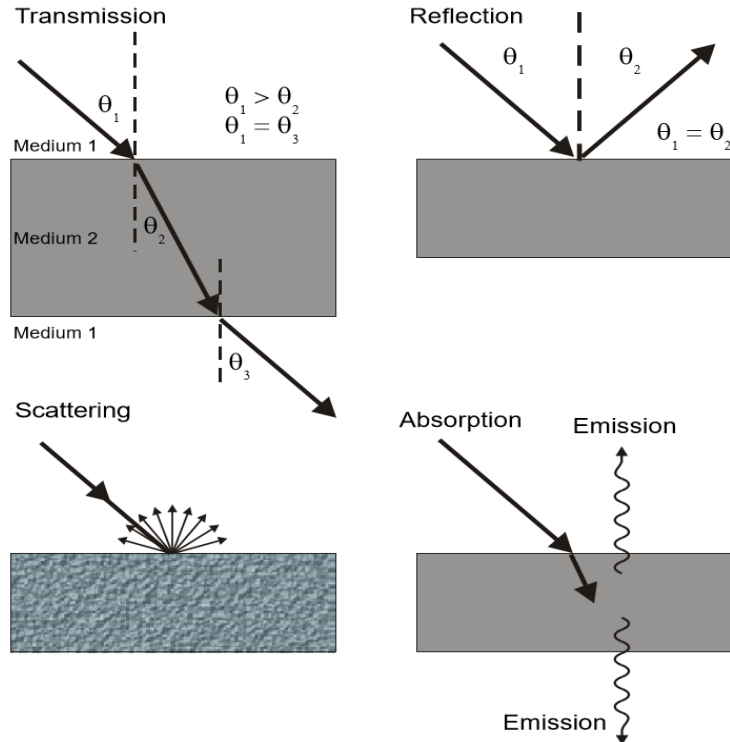 Transmission
θ₁
θ₁ > θ₂
θ₁ = θ₃
Medium 1
Medium 2
θ₂
Medium 1
θ₃
Reflection
θ₁
θ₂
θ₁ = θ₂
Scattering
Absorption
Emission
Emission